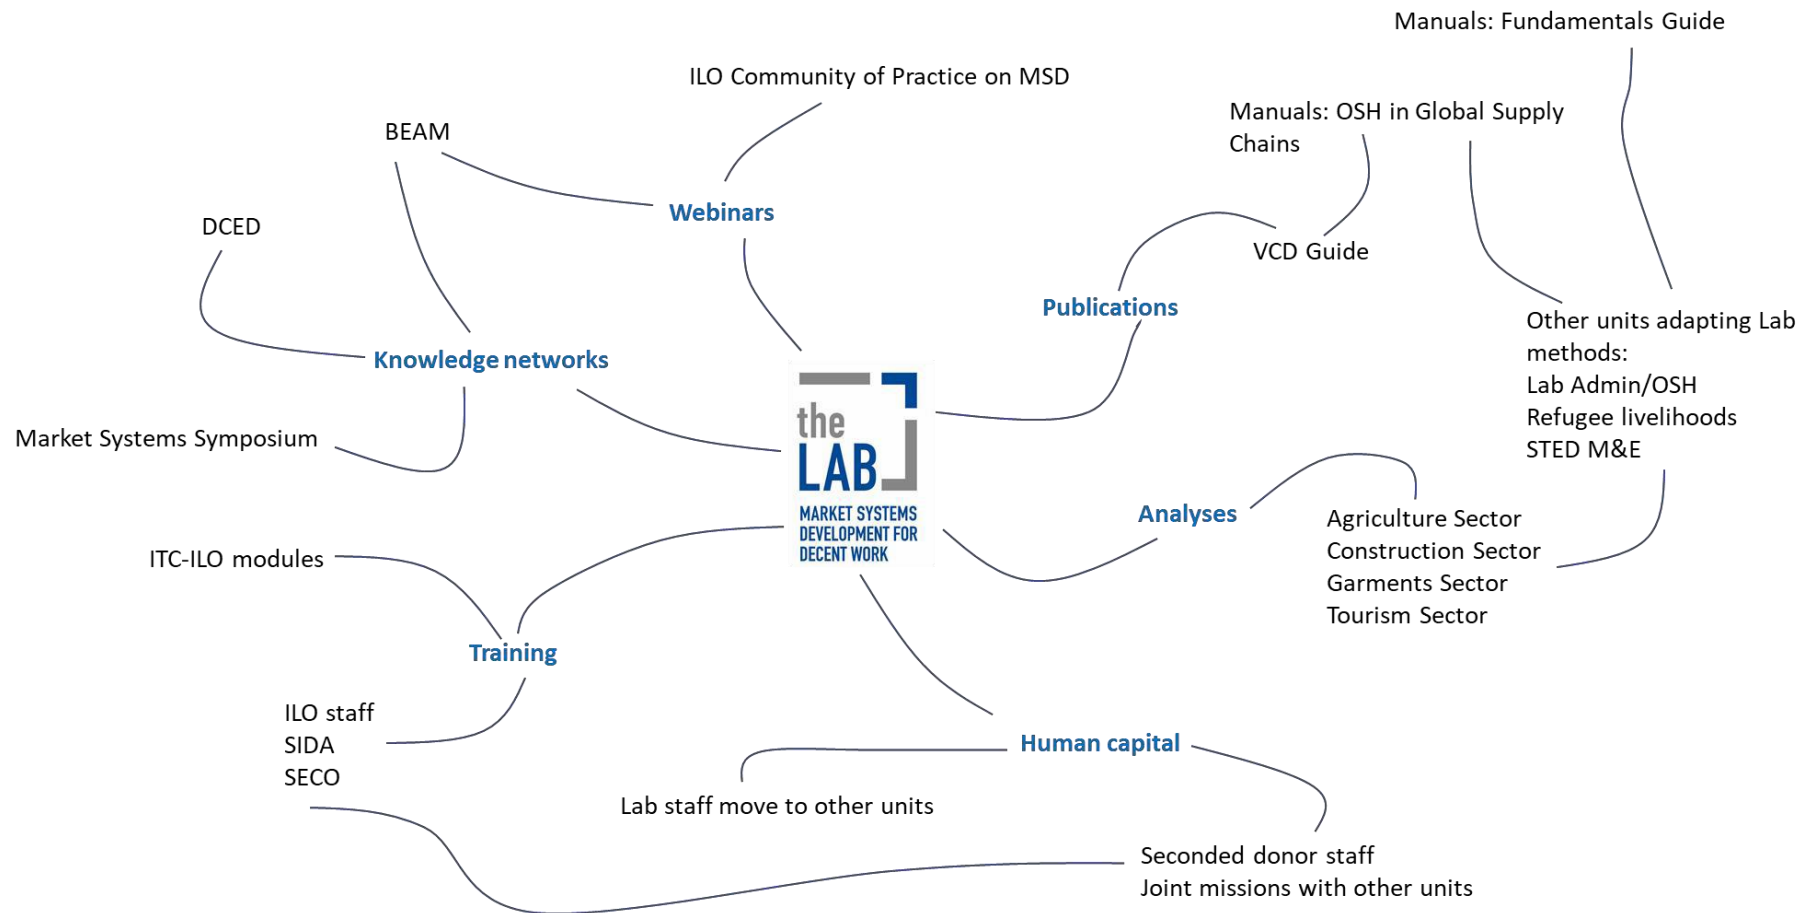 Manuals: Fundamentals Guide
ILO Community of Practice on MSD
Manuals: OSH in Global Supply
Chains
BEAM
Webinars
DCED
VCD Guide
Publications
Other units adapting Lab
methods:
Lab Admin/OSH
Refugee livelihoods
STED M&E
Knowledge networks
Market Systems Symposium
the
LAB
MARKET SYSTEMS
DEVELOPMENT FOR
DECENT WORK
Analyses
Agriculture Sector
Construction Sector
Garments Sector
Tourism Sector
ITC-ILO modules
Training
ILO staff
SIDA
SECO
Human capital
Lab staff move to other units
Seconded donor staff
Joint missions with other units